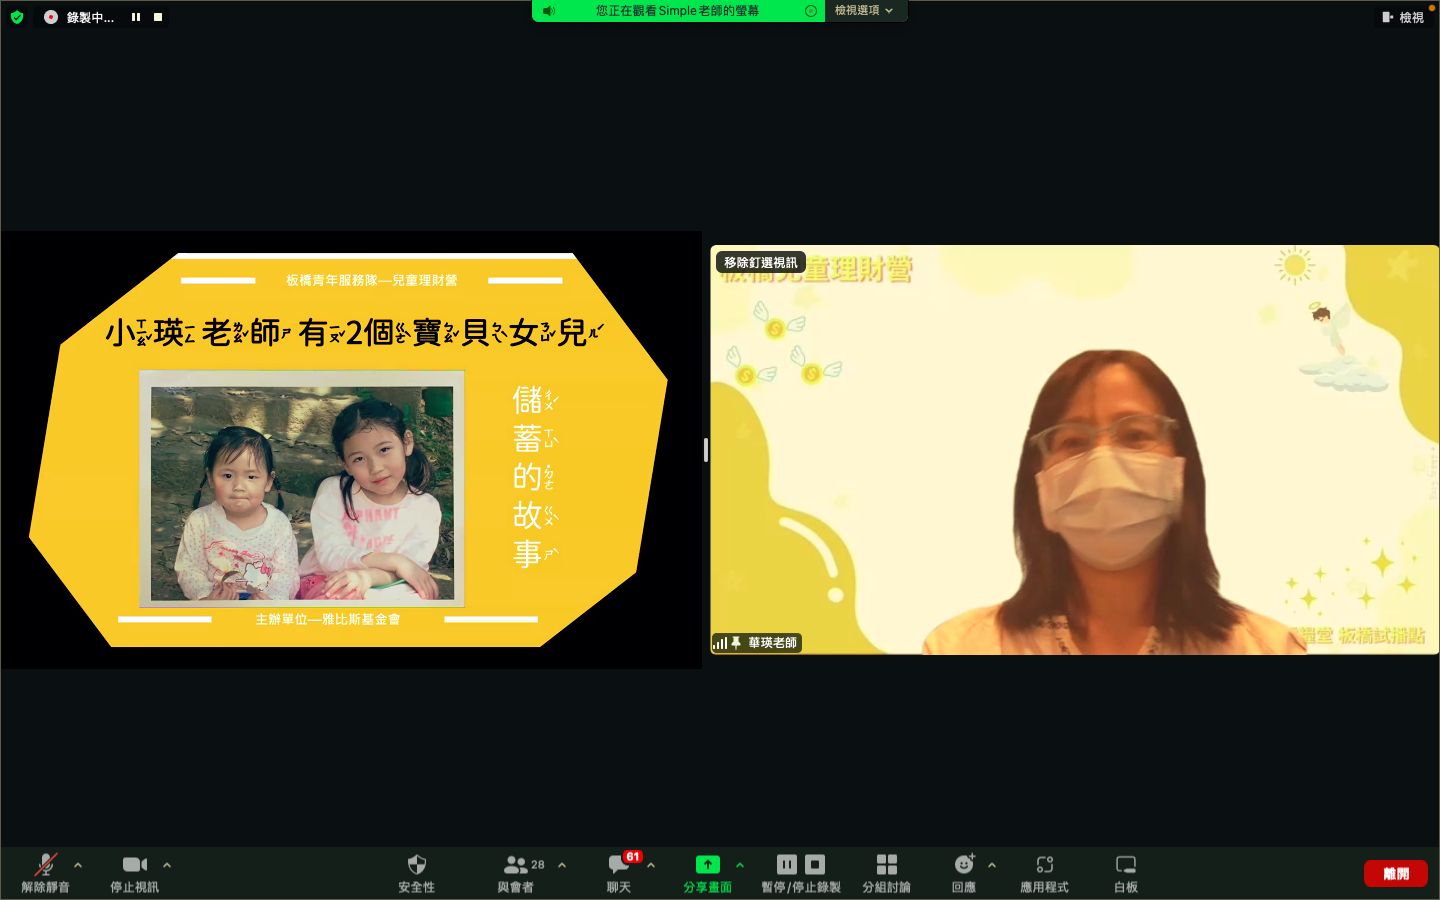 錄製中...
您正在觀看Simple老師的螢幕
檢視選項
檢視
板橋青年服務隊—兒童理財營
小ㄒㄧㄠˇ瑛ㄧㄥ 老ㄌㄠˇ師ㄕ 有ㄧㄡˇ2個ㄍㄜˋ寶ㄅㄠˇ貝ㄅㄟˋ女ㄋㄩˇ兒ㄦˊ
儲ㄔㄨˊ
蓄ㄒㄩˋ
的˙ㄉㄜ
故ㄍㄨˋ
事ㄕˋ
主辦單位—雅比斯基金會
移除釘選視訊
板橋兒童理財營
糧堂 板橋試播點
華瑛老師
解除靜音
停止視訊
安全性
28
與會者
61
聊天
分享畫面
暫停/停止錄製
分組討論
回應
應用程式
白板
離開